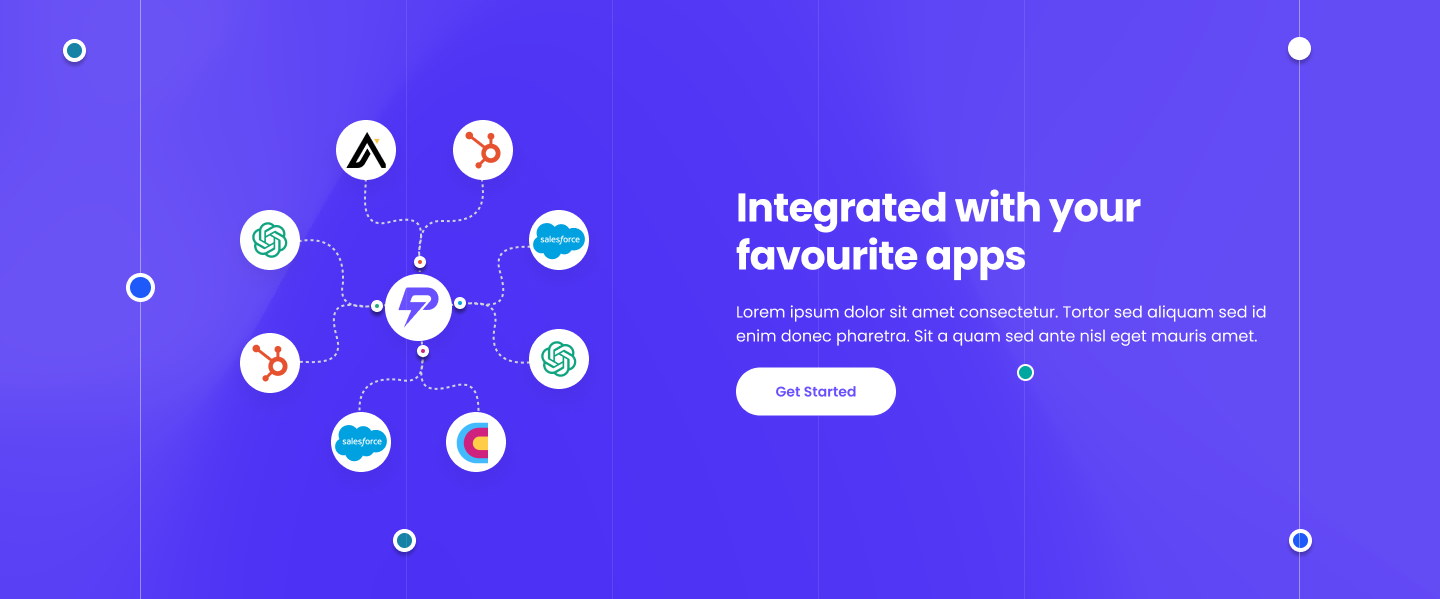 salesforce
salesforce
Integrated with your
favourite apps
Lorem ipsum dolor sit amet consectetur. Tortor sed aliquam sed id
enim donec pharetra. Sit a quam sed ante nisl eget mauris amet.
Get Started